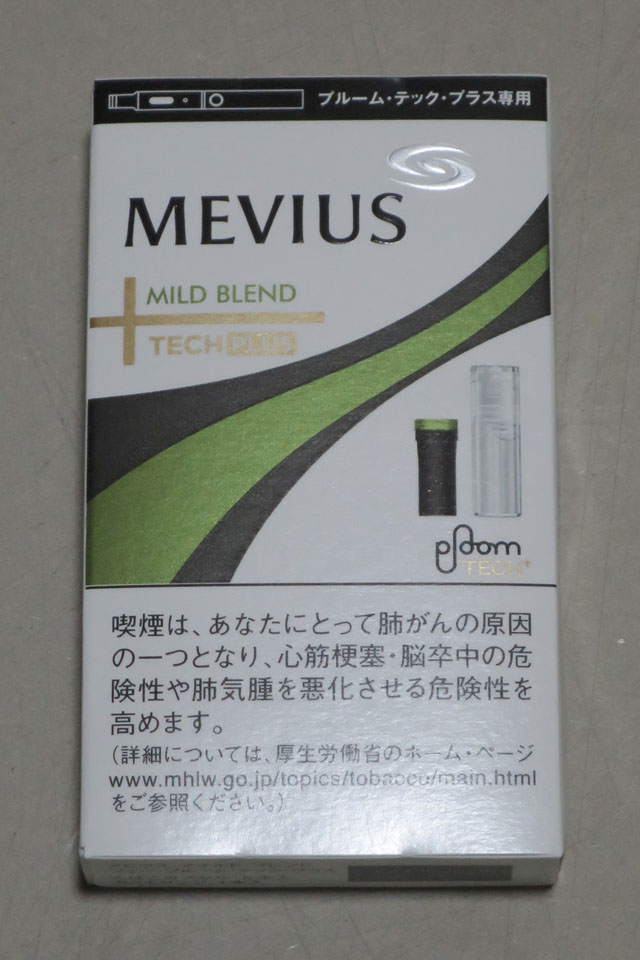 プルーム・テック・プラス専用
MEVIUS
MILD BLEND
TECH PLUS
ploom
TECH+
喫煙は、あなたにとって肺がんの原因
の一つとなり、心筋梗塞・脳卒中の危
険性や肺気腫を悪化させる危険性を
高めます。
(詳細については、厚生労働省のホーム・ページ
www.mhlw.go.jp/topics/tobacco/main.html
をご参照ください。)